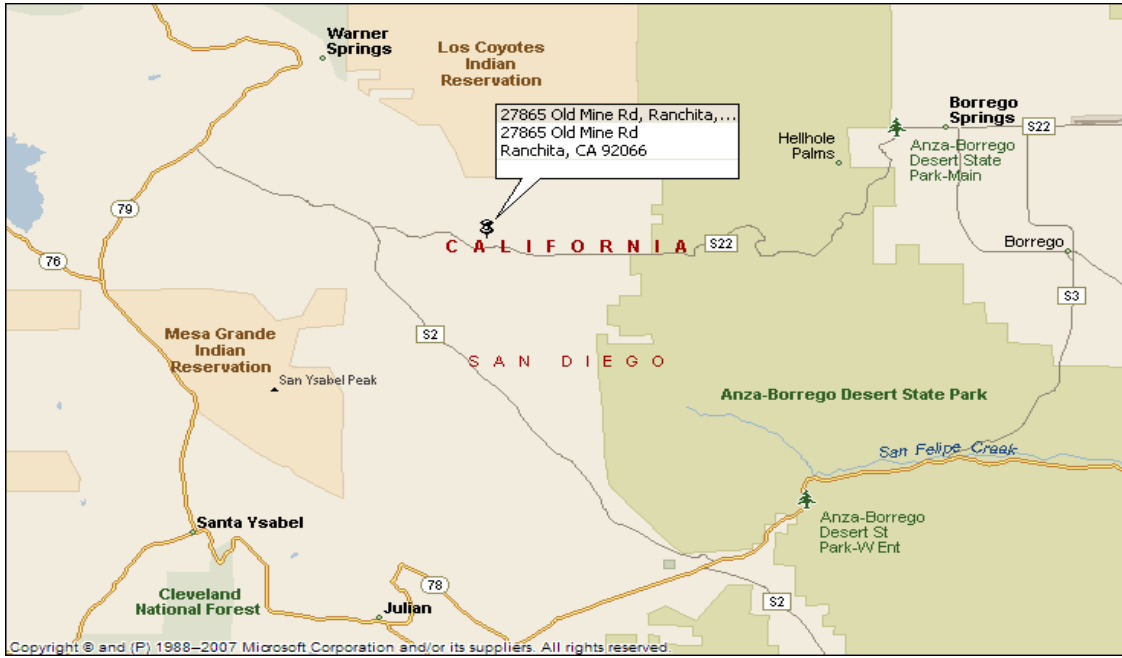 Warner
Springs
Los Coyotes
Indian
Reservation
27865 Old Mine Rd, Ranchita,...
27865 Old Mine Rd
Ranchita, CA 92066
Borrego
Springs
S22
Hellhole
Palms
Anza-Borrego
Desert State
Park-Main
79
CALIFORNIA
S22
Borrego
76
S3
Mesa Grande
Indian
Reservation
S2
SAN DIEGO
San Ysabel Peak
Anza-Borrego Desert State Park
San Felipe Creek
Santa Ysabel
Anza-Borrego
Desert St
Park-W Ent
Cleveland
National Forest
78
Julian
S2
Copyright © and (P) 1988–2007 Microsoft Corporation and/or its suppliers. All rights reserved.